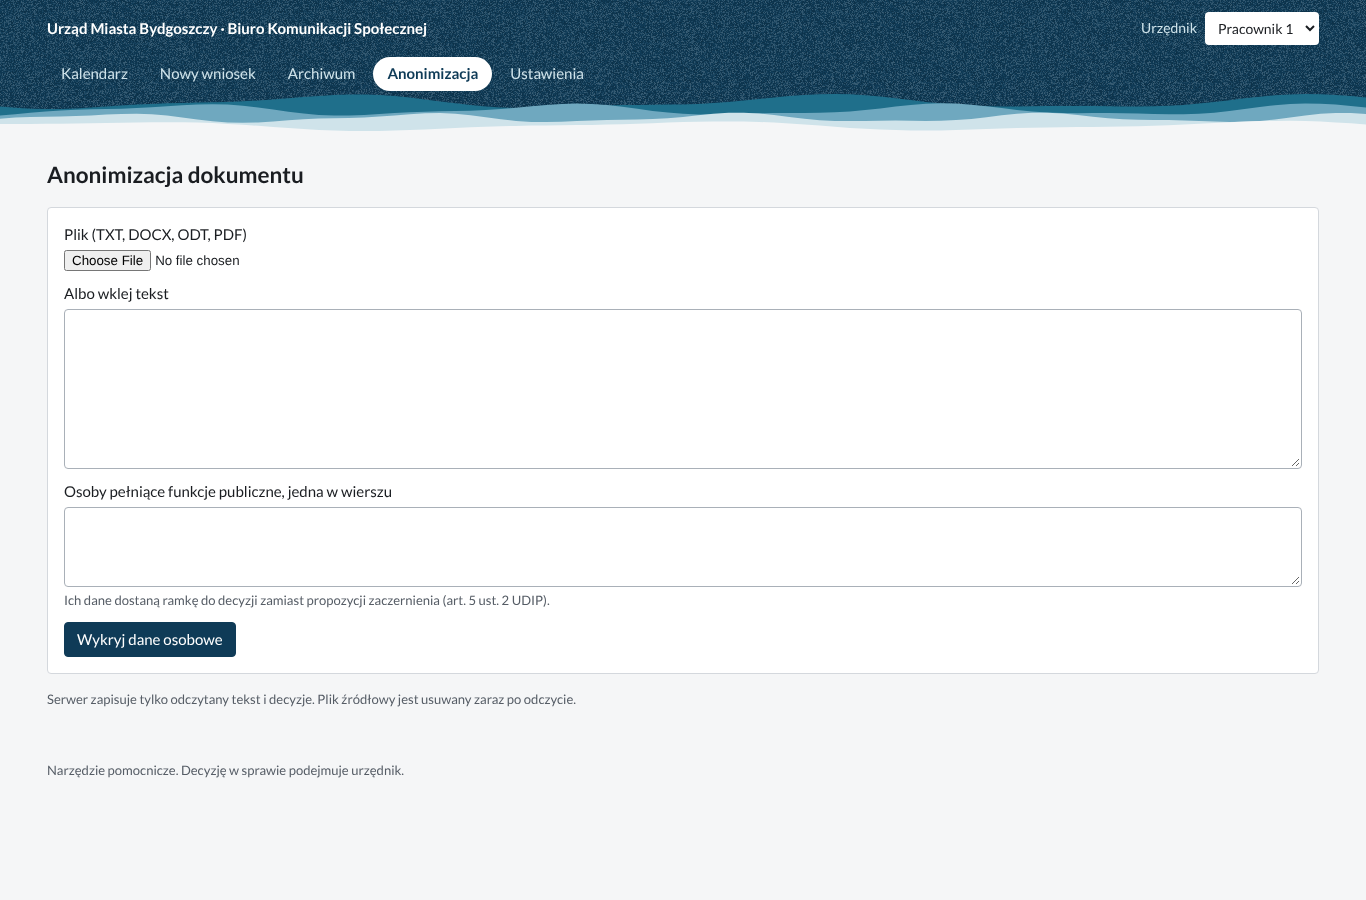 Urząd Miasta Bydgoszczy · Biuro Komunikacji Społecznej
Urzędnik Pracownik 1
Kalendarz Nowy wniosek Archiwum Anonimizacja Ustawienia
Anonimizacja dokumentu
Plik (TXT, DOCX, ODT, PDF)
Choose File No file chosen
Albo wklej tekst
Osoby pełniące funkcje publiczne, jedna w wierszu
Ich dane dostaną ramkę do decyzji zamiast propozycji zaczernienia (art. 5 ust. 2 UDIP).
Wykryj dane osobowe
Serwer zapisuje tylko odczytany tekst i decyzje. Plik źródłowy jest usuwany zaraz po odczycie.
Narzędzie pomocnicze. Decyzję w sprawie podejmuje urzędnik.